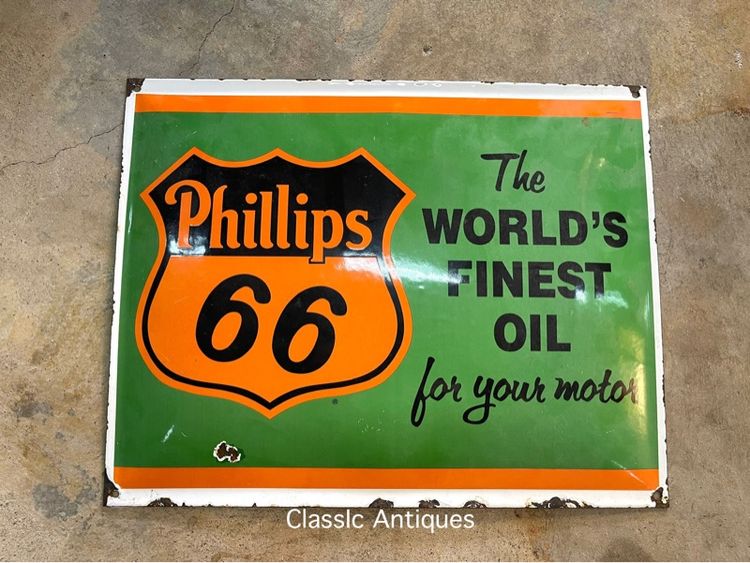 Phillips
66
The
WORLD'S
FINEST
OIL
for your motor
Classic Antiques